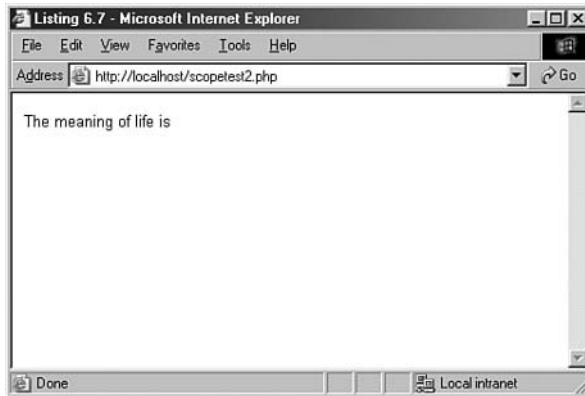 Listing 6.7 - Microsoft Internet Explorer
File Edit View Favorites Tools Help
Address http://localhost/scopetest2.php Go
The meaning of life is
Done Local intranet